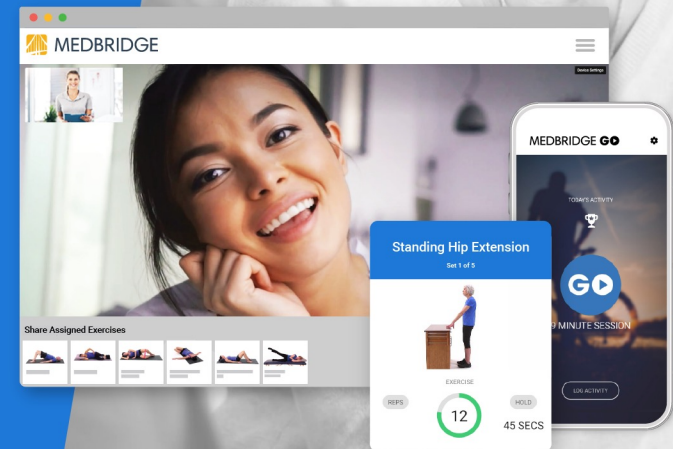 MEDBRIDGE
Device Settings
Share Assigned Exercises
Standing Hip Extension
Set 1 of 5
EXERCISE
REPS
12
HOLD
45 SECS
MEDBRIDGE GO
TODAY'S ACTIVITY
GO
9 MINUTE SESSION
LOG ACTIVITY